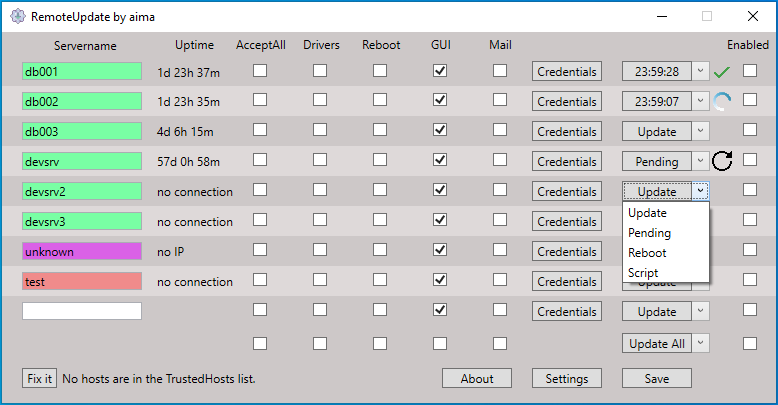 RemoteUpdate by aima
Servername Uptime AcceptAll Drivers Reboot GUI Mail Enabled
db001 1d 23h 37m Credentials 23:59:28
db002 1d 23h 35m Credentials 23:59:07
db003 4d 6h 15m Credentials Update
devsrv 57d 0h 58m Credentials Pending
devsrv2 no connection Credentials Update
devsrv3 no connection Credentials
Update
Pending
Reboot
Script
unknown no IP Credentials
test no connection Credentials Update
Credentials Update
Update All
Fix it No hosts are in the TrustedHosts list. About Settings Save